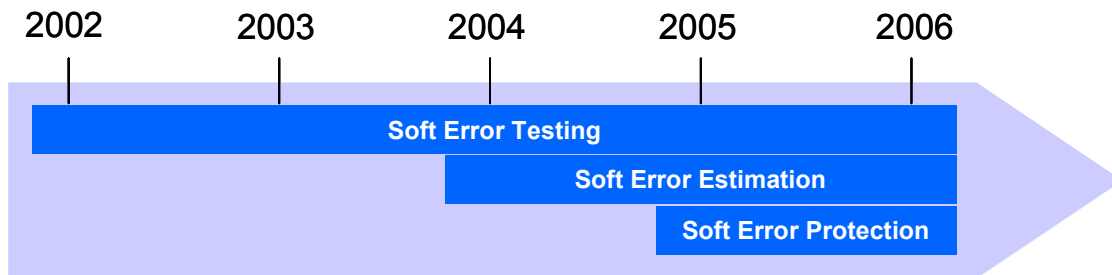 2002 2003 2004 2005 2006
Soft Error Testing
Soft Error Estimation
Soft Error Protection